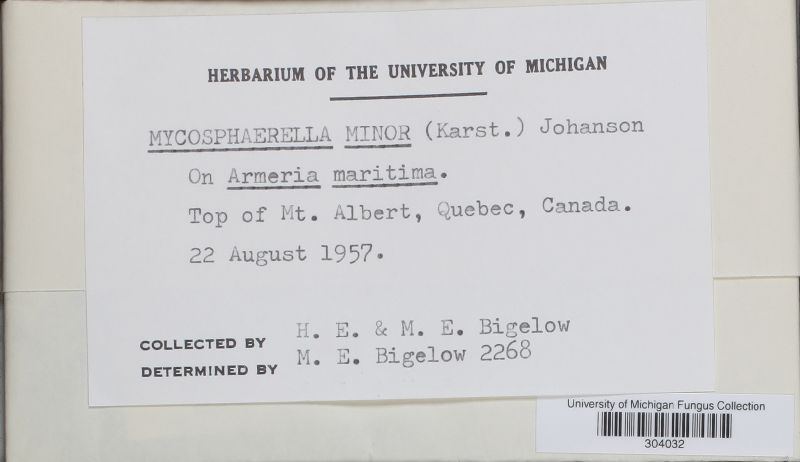 HERBARIUM OF THE UNIVERSITY OF MICHIGAN
MYCOSPHAERELLA MINOR (Karst.) Johanson
On Armeria maritima.
Top of Mt. Albert, Quebec, Canada.
22 August 1957.
COLLECTED BY H. E. & M. E. Bigelow
DETERMINED BY M. E. Bigelow 2268
University of Michigan Fungus Collection
304032